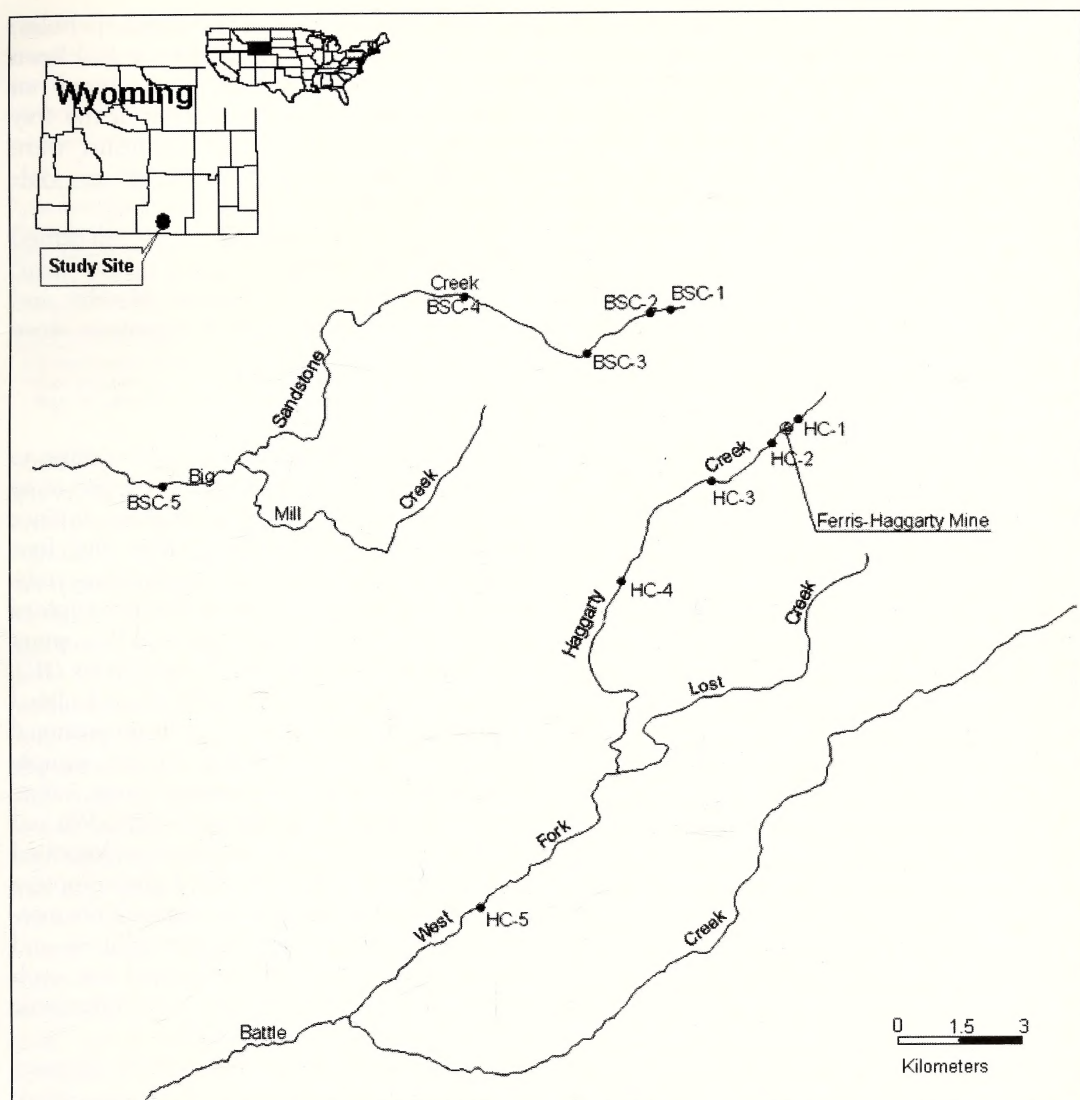 Wyoming
Study Site
Creek
BSC-4
BSC-2
BSC-1
BSC-3
Sandstone
Big
BSC-5
Mill
Creek
HC-1
HC-2
Creek
HC-3
Ferris-Haggarty Mine
HC-4
Haggarty
Creek
Lost
Fork
West
HC-5
Creek
Battle
0 1.5 3
Kilometers